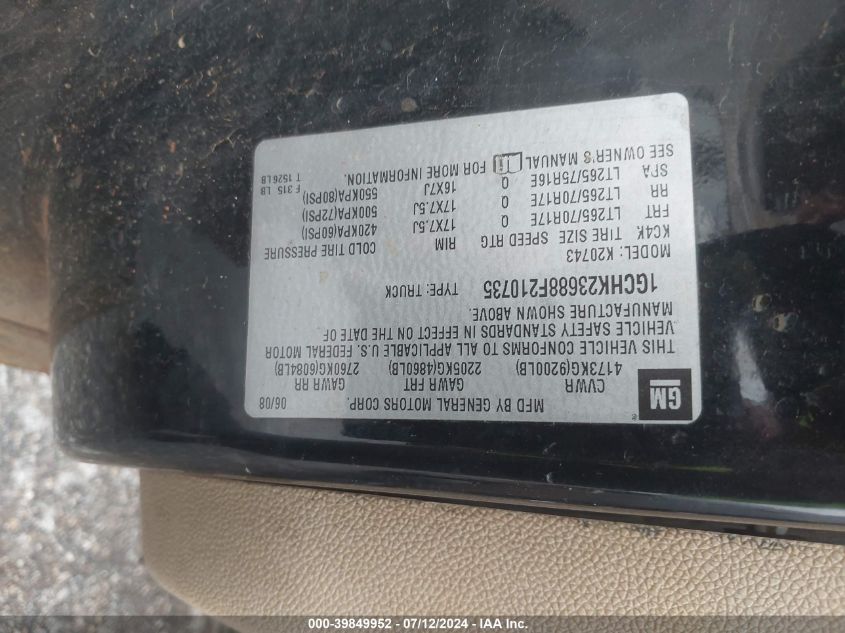 GM
®
MFD BY GENERAL MOTORS CORP. 06/08
GVWR GAWR FRT GAWR RR
4173KG(9200LB) 2205KG(4860LB) 2760KG(6084LB)
THIS VEHICLE CONFORMS TO ALL APPLICABLE U.S. FEDERAL MOTOR
VEHICLE SAFETY STANDARDS IN EFFECT ON THE DATE OF
MANUFACTURE SHOWN ABOVE.
1GCHK23688F210735 TYPE: TRUCK
MODEL: K20743
KC4K TIRE SIZE SPEED RTG RIM COLD TIRE PRESSURE
FRT LT265/70R17E Q 17X7.5J 420KPA(60PSI)
RR LT265/70R17E Q 17X7.5J 500KPA(72PSI)
SPA LT265/75R16E Q 16X7J 550KPA(80PSI)
SEE OWNER'S MANUAL FOR MORE INFORMATION.
F 315 LB
T 1526 LB
000-39849952 - 07/12/2024 - IAA Inc.